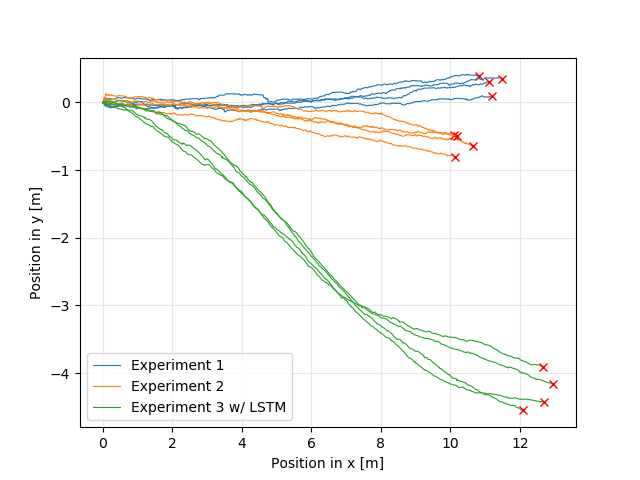 0
−1
−2
−3
−4
Position in y [m]
Experiment 1
Experiment 2
Experiment 3 w/ LSTM
0 2 4 6 8 10 12
Position in x [m]